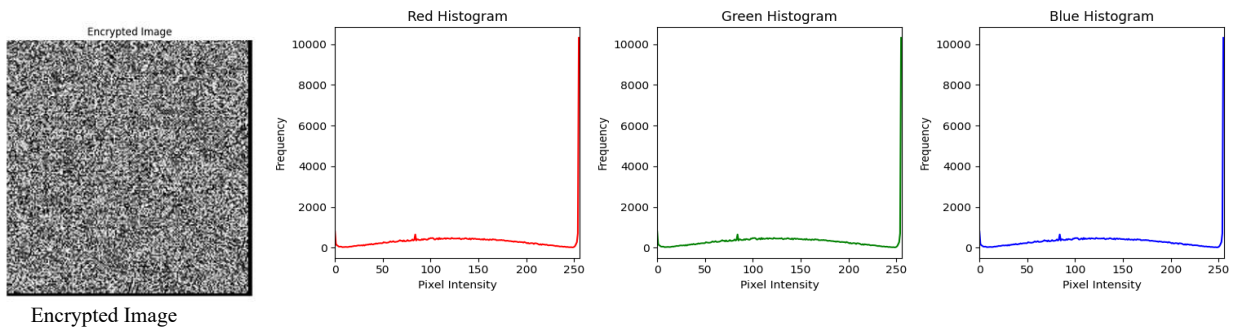 Encrypted Image
Encrypted Image
Red Histogram
Frequency
10000
8000
6000
4000
2000
0
0 50 100 150 200 250
Pixel Intensity
Green Histogram
Frequency
10000
8000
6000
4000
2000
0
0 50 100 150 200 250
Pixel Intensity
Blue Histogram
Frequency
10000
8000
6000
4000
2000
0
0 50 100 150 200 250
Pixel Intensity